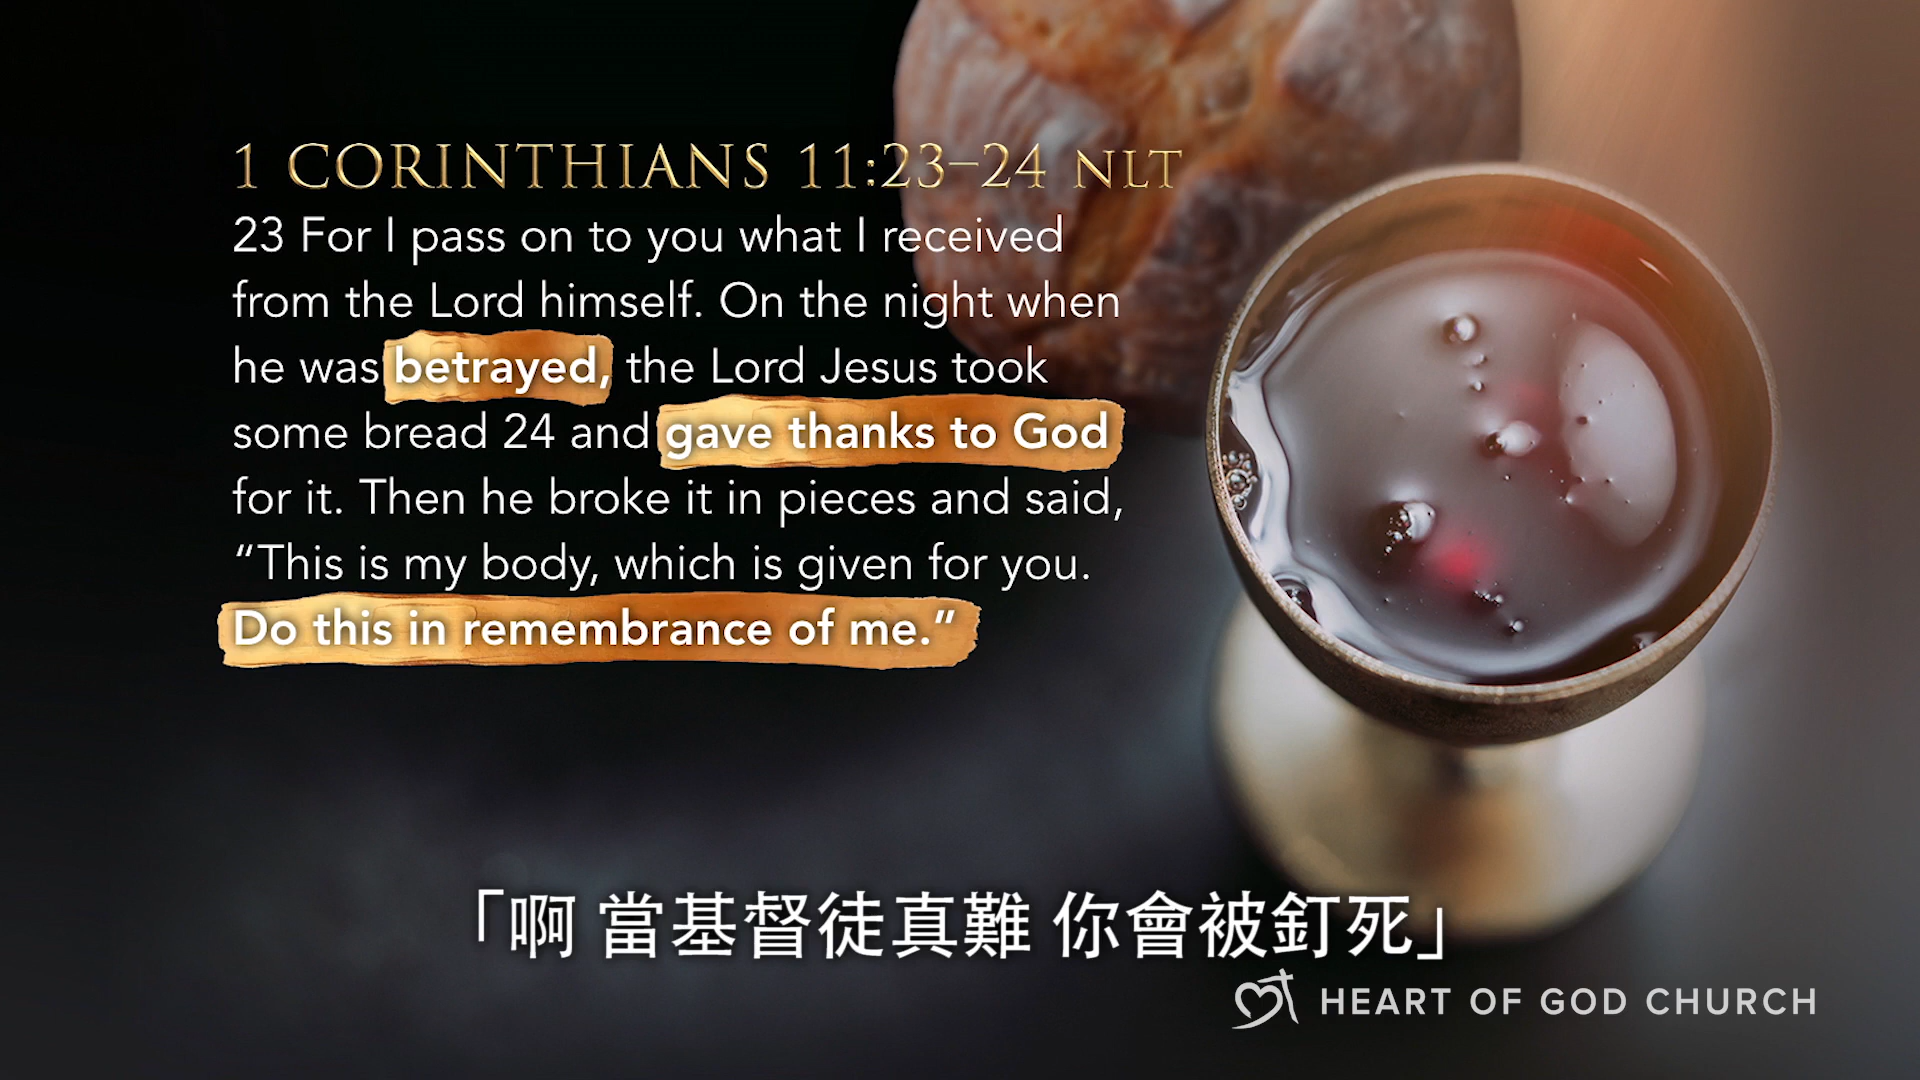 1 CORINTHIANS 11:23–24 NLT
23 For I pass on to you what I received
from the Lord himself. On the night when
he was betrayed, the Lord Jesus took
some bread 24 and gave thanks to God
for it. Then he broke it in pieces and said,
“This is my body, which is given for you.
Do this in remembrance of me.”
「啊 當基督徒真難 你會被釘死」
HEART OF GOD CHURCH